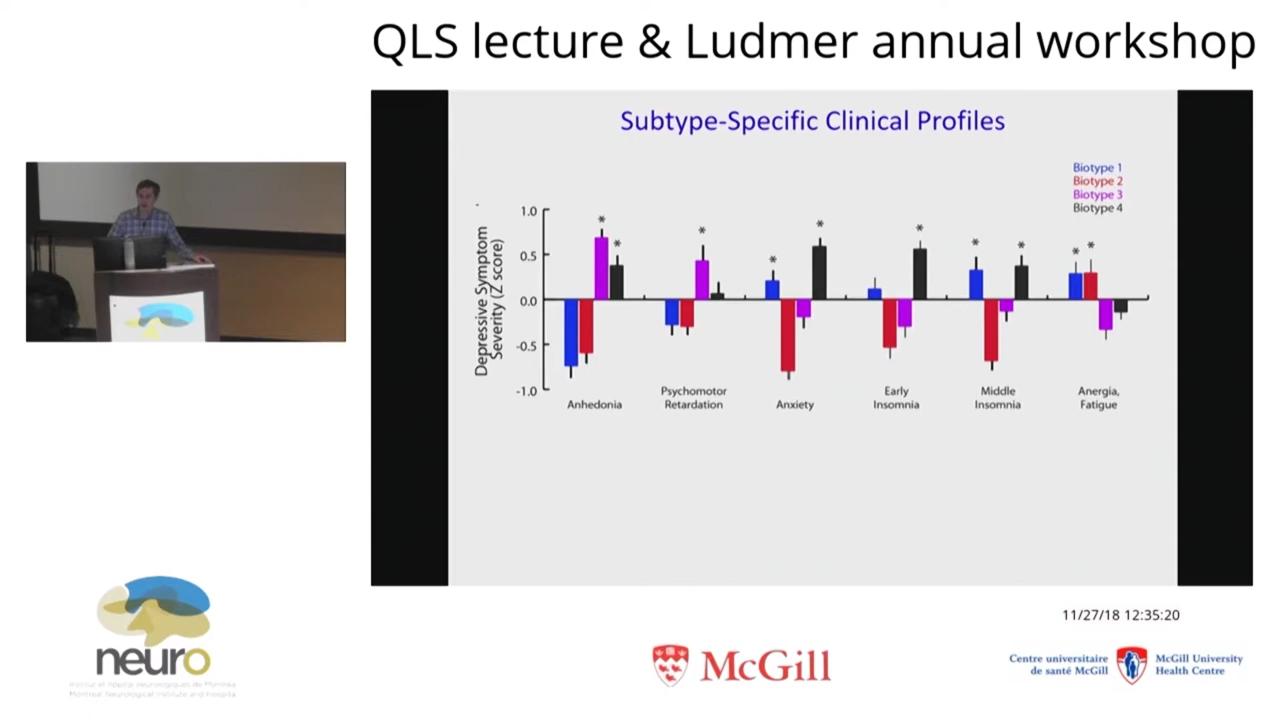 QLS lecture & Ludmer annual workshop
Subtype-Specific Clinical Profiles
Biotype 1
Biotype 2
Biotype 3
Biotype 4
Depressive Symptom
Severity (Z score)
1.0
0.5
0.0
-0.5
-1.0
* * * * * * * * * * *
Anhedonia
Psychomotor
Retardation
Anxiety
Early
Insomnia
Middle
Insomnia
Anergia,
Fatigue
11/27/18 12:35:20
neuro
Institut et hôpital neurologiques de Montréal
Montreal Neurological Institute and Hospital
McGill
Centre universitaire
de santé McGill
McGill University
Health Centre